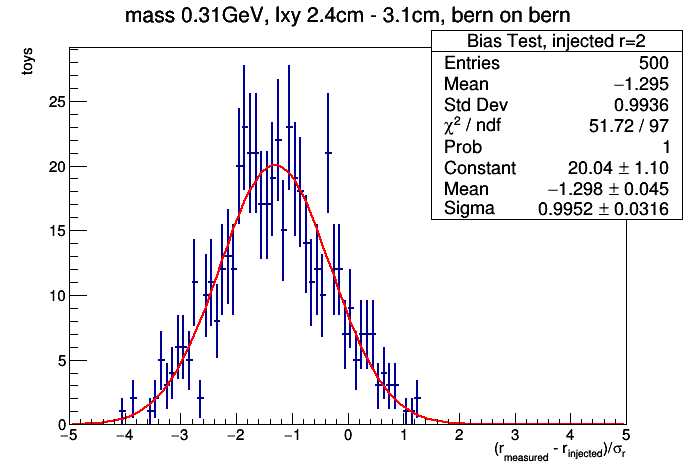 mass 0.31GeV, lxy 2.4cm - 3.1cm, bern on bern
Bias Test, injected r=2
Entries 500
Mean −1.295
Std Dev 0.9936
χ² / ndf 51.72 / 97
Prob 1
Constant 20.04 ± 1.10
Mean −1.298 ± 0.045
Sigma 0.9952 ± 0.0316
toys
25
20
15
10
5
0
−5 −4 −3 −2 −1 0 1 2 3 4 5
(r_measured - r_injected)/σ_r